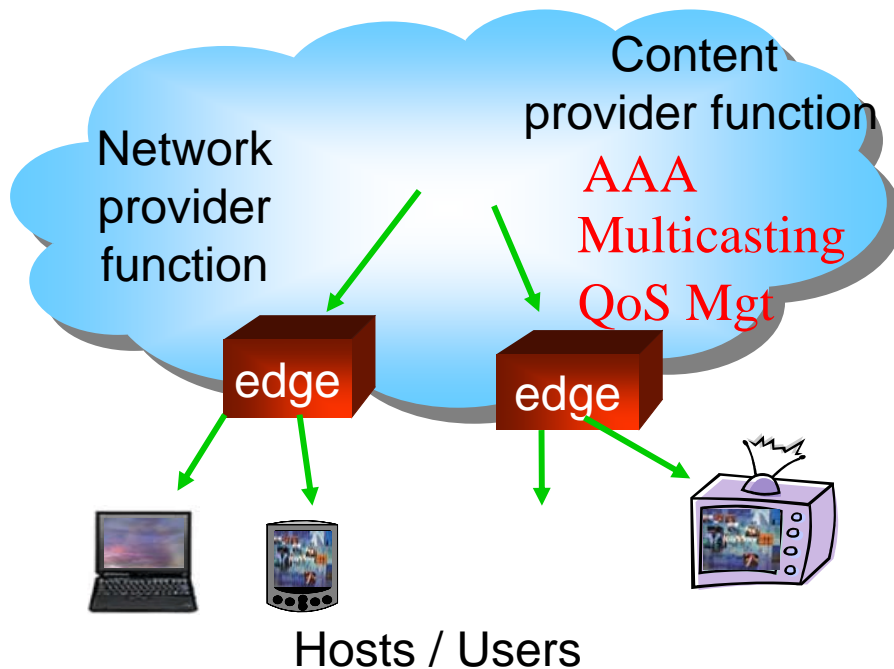 Network
provider
function
Content
provider function
AAA
Multicasting
QoS Mgt
edge
edge
Hosts / Users